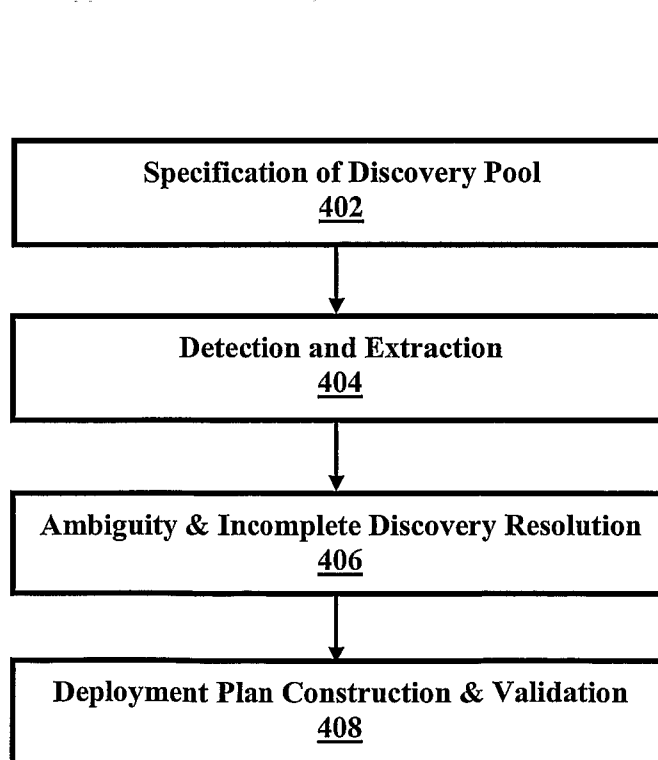 Specification of Discovery Pool
402
Detection and Extraction
404
Ambiguity & Incomplete Discovery Resolution
406
Deployment Plan Construction & Validation
408